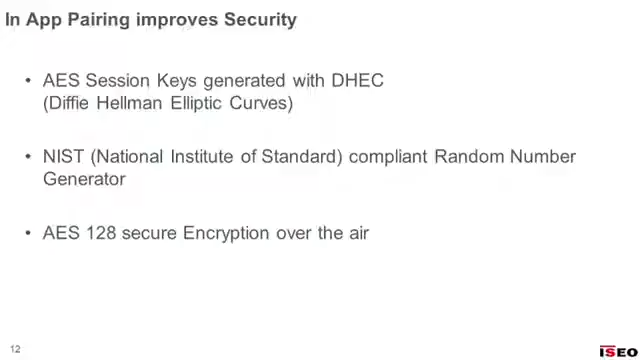 In App Pairing improves Security
• AES Session Keys generated with DHEC
(Diffie Hellman Elliptic Curves)
• NIST (National Institute of Standard) compliant Random Number
Generator
• AES 128 secure Encryption over the air
12
ISEO